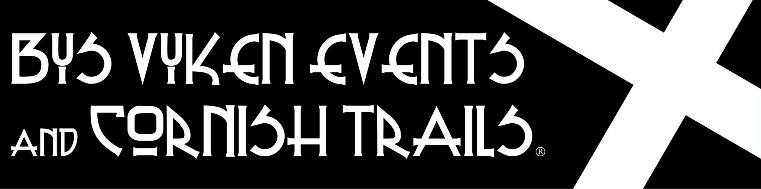 BYS VYKEN EVENTS
AND CORNISH TRAILS®